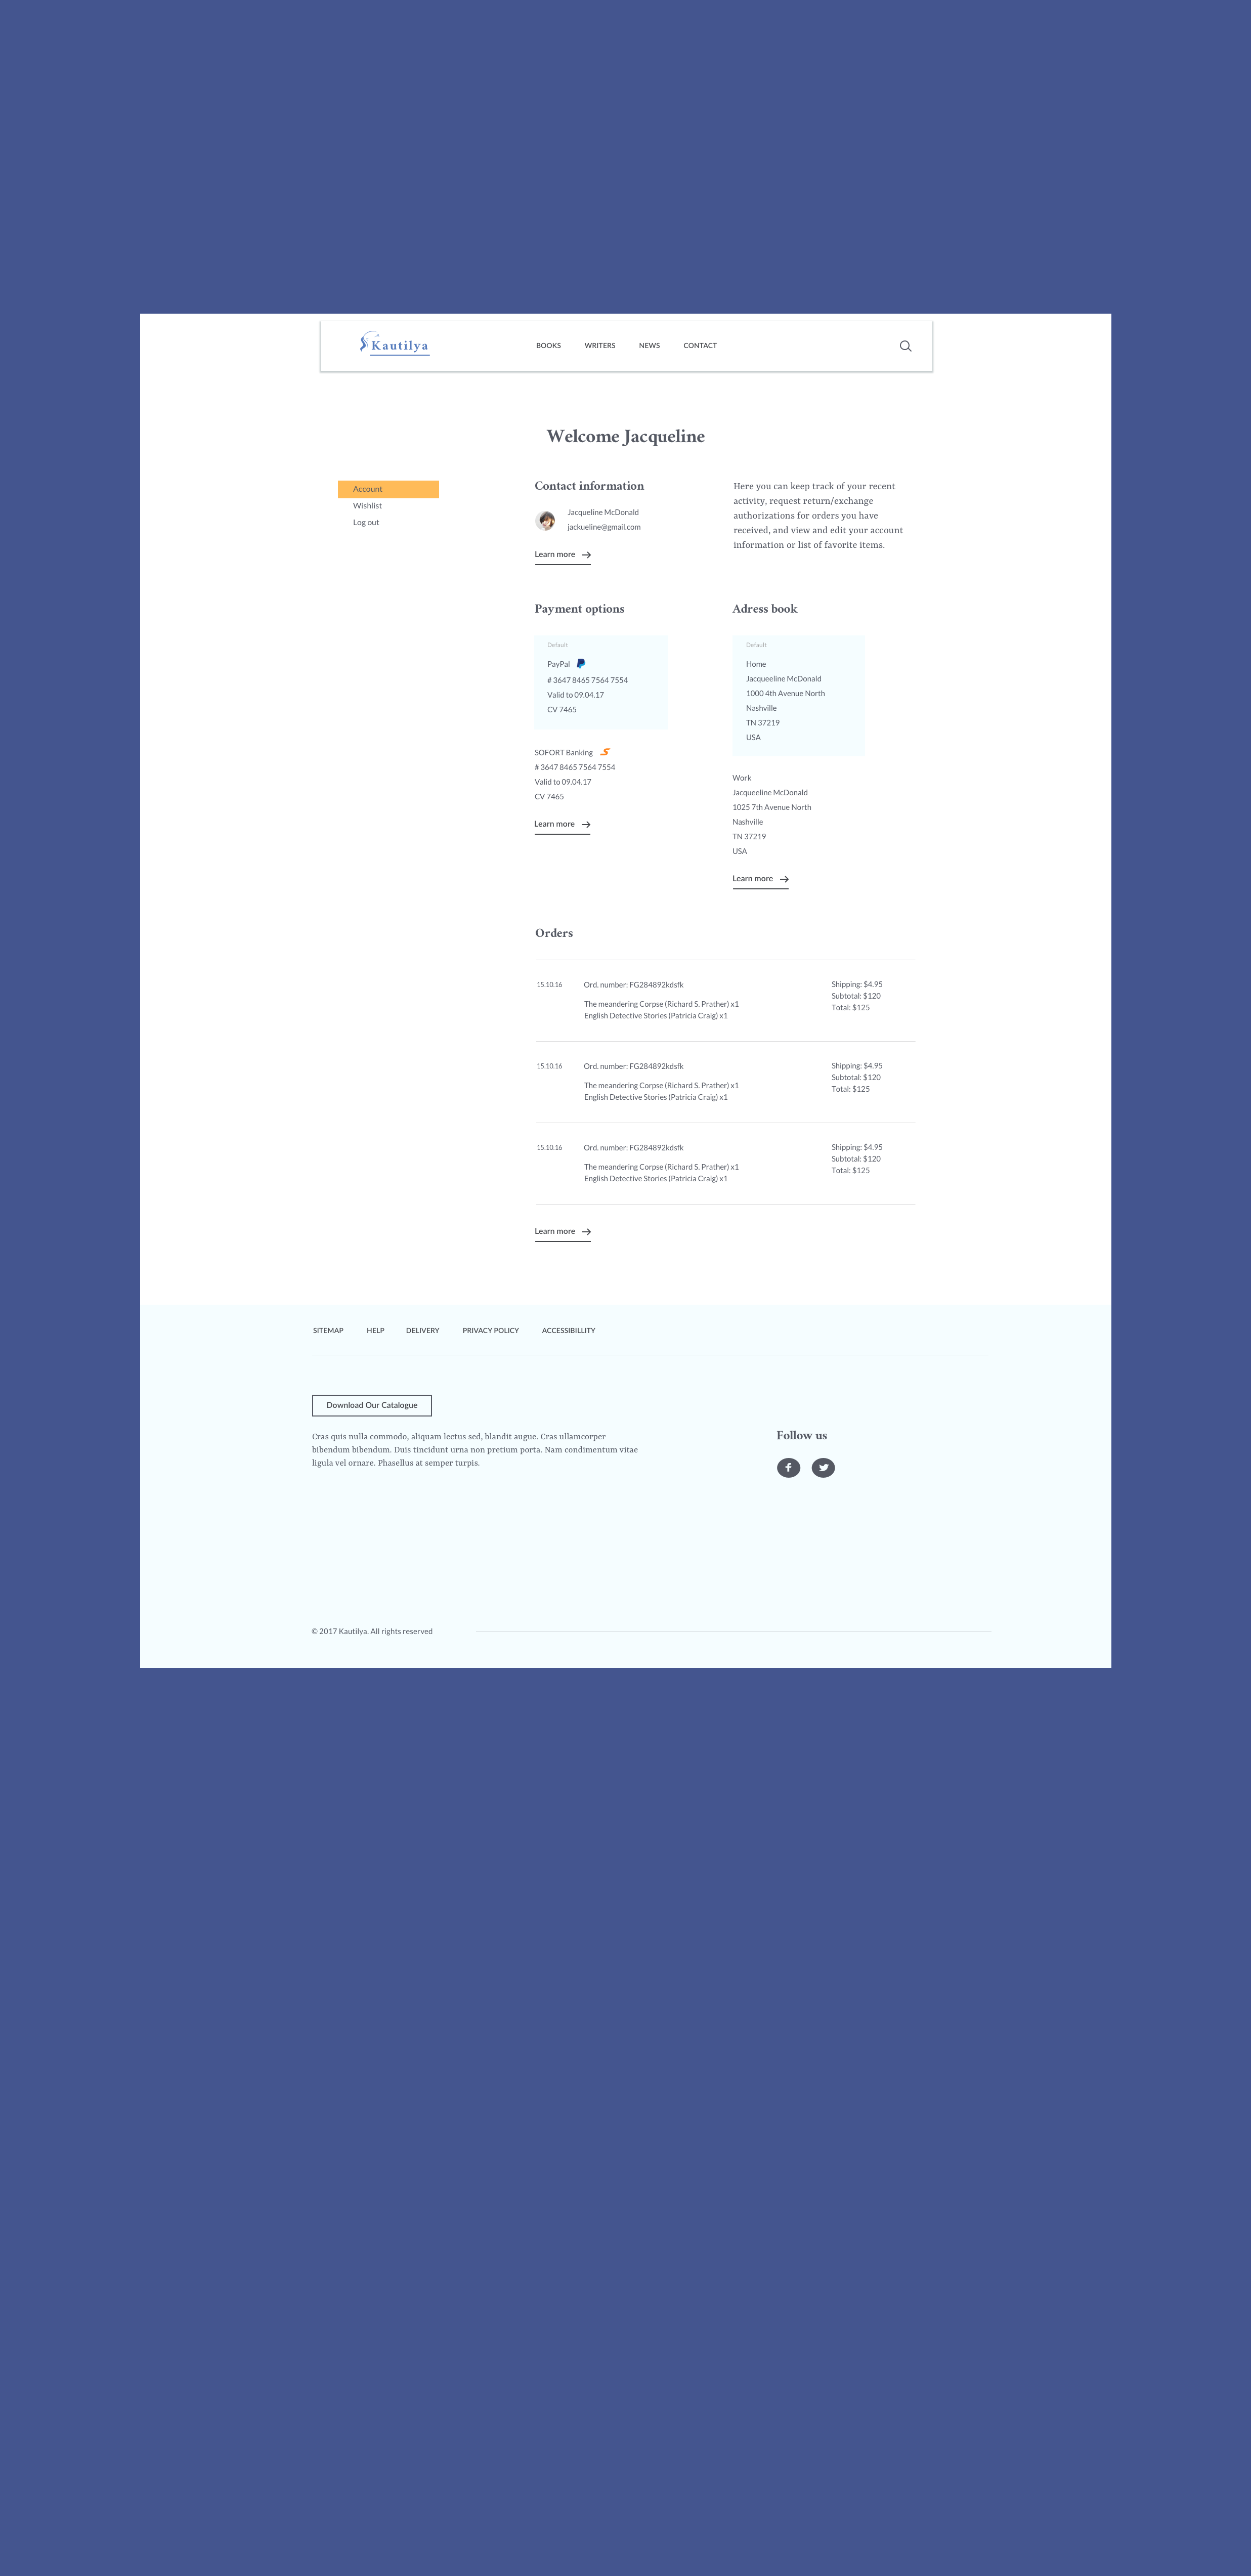 Kautilya
BOOKS WRITERS NEWS CONTACT
Welcome Jacqueline
Account
Wishlist
Log out
Contact information
Jacqueline McDonald
jackueline@gmail.com
Learn more
Here you can keep track of your recent
activity, request return/exchange
authorizations for orders you have
received, and view and edit your account
information or list of favorite items.
Payment options
Default
PayPal
# 3647 8465 7564 7554
Valid to 09.04.17
CV 7465
SOFORT Banking
# 3647 8465 7564 7554
Valid to 09.04.17
CV 7465
Learn more
Adress book
Default
Home
Jacqueeline McDonald
1000 4th Avenue North
Nashville
TN 37219
USA
Work
Jacqueeline McDonald
1025 7th Avenue North
Nashville
TN 37219
USA
Learn more
Orders
15.10.16 Ord. number: FG284892kdsfk Shipping: $4.95
Subtotal: $120
The meandering Corpse (Richard S. Prather) x1 Total: $125
English Detective Stories (Patricia Craig) x1
15.10.16 Ord. number: FG284892kdsfk Shipping: $4.95
Subtotal: $120
The meandering Corpse (Richard S. Prather) x1 Total: $125
English Detective Stories (Patricia Craig) x1
15.10.16 Ord. number: FG284892kdsfk Shipping: $4.95
Subtotal: $120
The meandering Corpse (Richard S. Prather) x1 Total: $125
English Detective Stories (Patricia Craig) x1
Learn more
SITEMAP HELP DELIVERY PRIVACY POLICY ACCESSIBILLITY
Download Our Catalogue
Cras quis nulla commodo, aliquam lectus sed, blandit augue. Cras ullamcorper
bibendum bibendum. Duis tincidunt urna non pretium porta. Nam condimentum vitae
ligula vel ornare. Phasellus at semper turpis.
Follow us
© 2017 Kautilya. All rights reserved